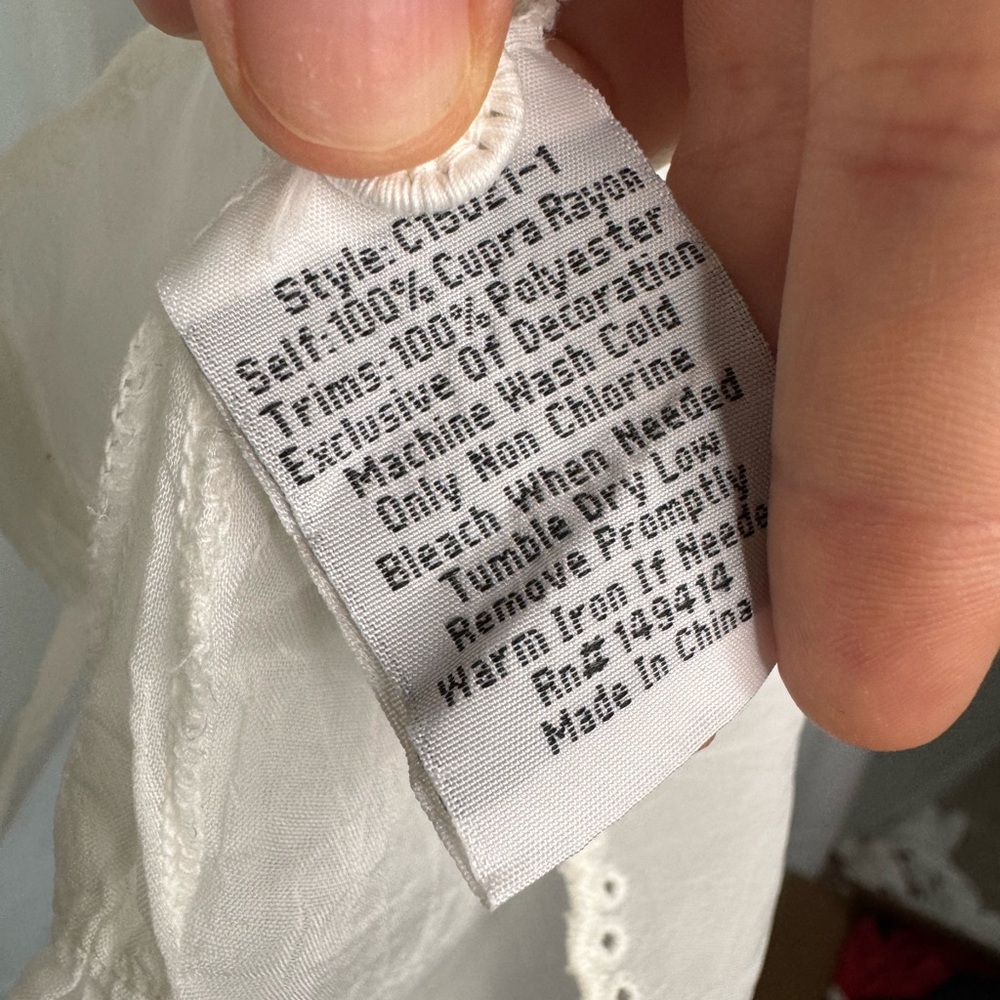 Style: C15021-1
Self: 100% Cupra Rayon
Trims: 100% Polyester
Exclusive Of Decoration
Machine Wash Cold
Only Non Chlorine
Bleach When Needed
Tumble Dry Low
Remove Promptly
Warm Iron If Neede
Rn# 149414
Made In China